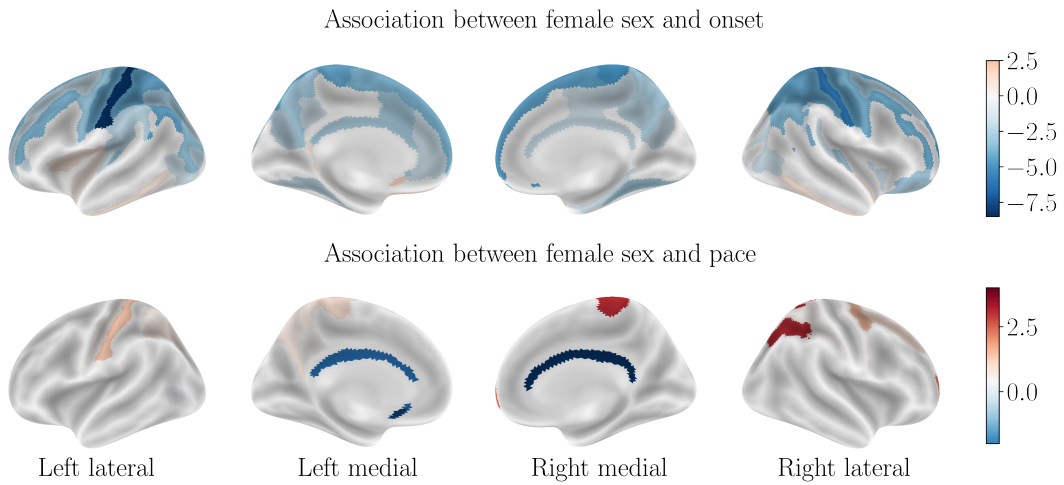 Association between female sex and onset
2.5
0.0
−2.5
−5.0
−7.5
Association between female sex and pace
2.5
0.0
Left lateral
Left medial
Right medial
Right lateral